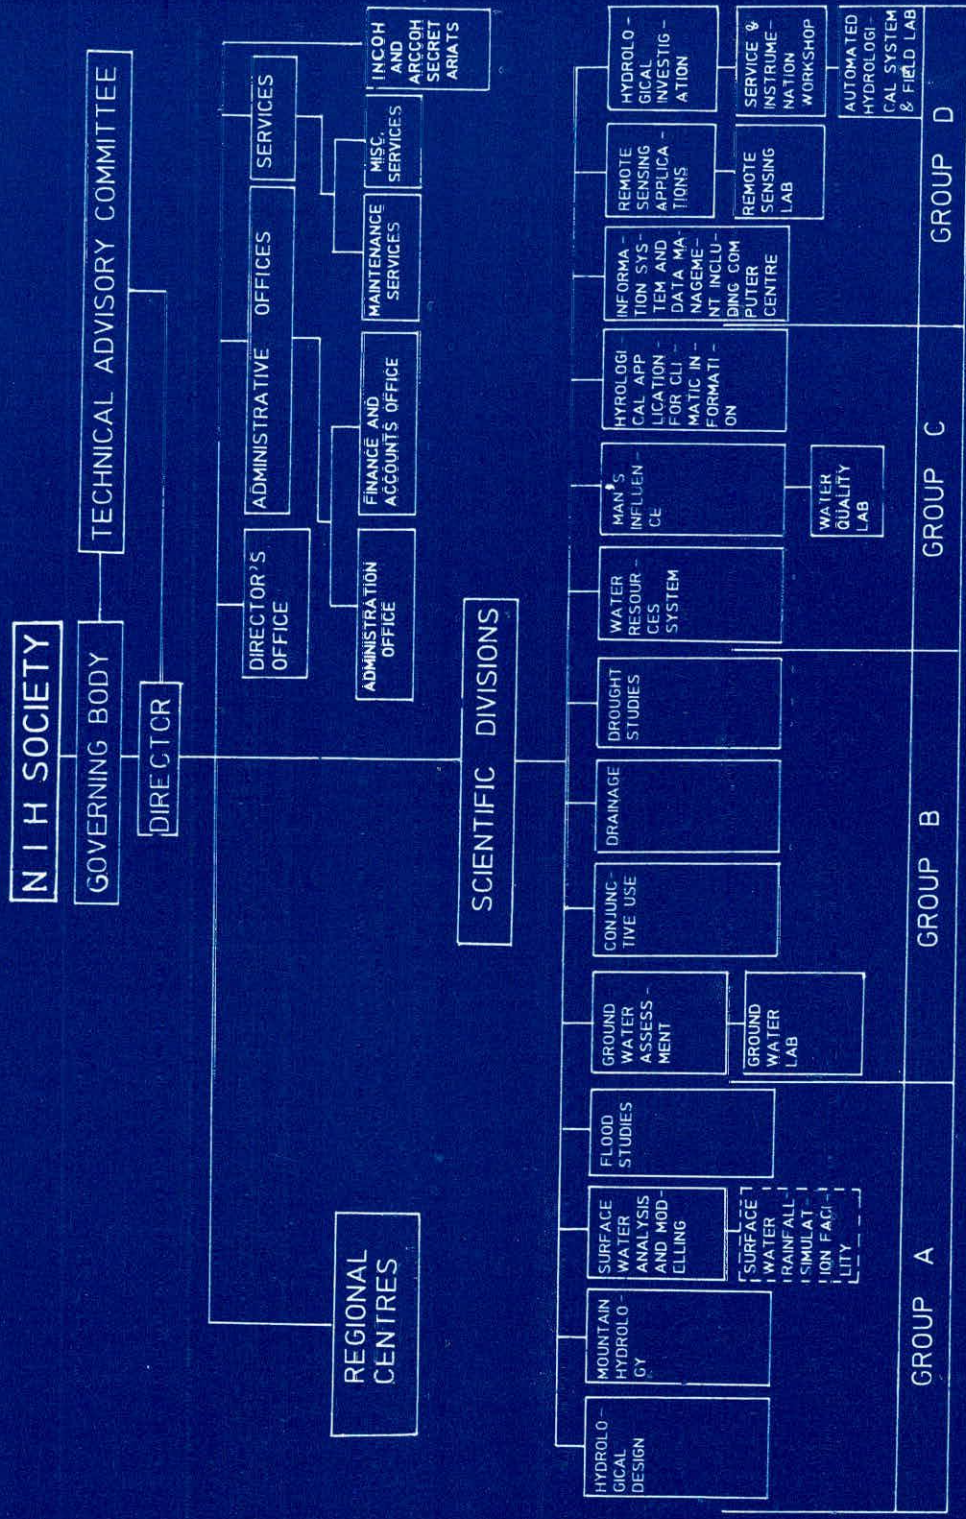 N I H SOCIETY
GOVERNING BODY
TECHNICAL ADVISORY COMMITTEE
DIRECTOR
REGIONAL
CENTRES
DIRECTOR'S
OFFICE
ADMINISTRATIVE OFFICES
SERVICES
INCOH
AND
ARCCOH
SECRET
ARIATS
ADMINISTRATION
OFFICE
FINANCE AND
ACCOUNTS OFFICE
MAINTENANCE
SERVICES
MISC.
SERVICES
SCIENTIFIC DIVISIONS
HYDROLO-
GICAL
DESIGN
MOUNTAIN
HYDROLO-
GY
SURFACE
WATER
ANALYSIS
AND MOD-
ELLING
SURFACE
WATER
RAINFALL
SIMULAT-
ION FACI-
LITY
FLOOD
STUDIES
GROUND
WATER
ASSESS-
MENT
GROUND
WATER
LAB
CONJUNC-
TIVE USE
DRAINAGE
DROUGHT
STUDIES
WATER
RESOUR-
CES
SYSTEM
MAN'S
INFLUEN-
CE
WATER
QUALITY
LAB
HYROLOGI-
CAL APP
LICATION-
FOR CLI-
MATIC IN-
FORMATI-
ON
INFORMA-
TION SYS-
TEM AND
DATA MA-
NAGEME-
NT INCLU-
DING COM
PUTER
CENTRE
REMOTE
SENSING
APPLICA-
TIONS
REMOTE
SENSING
LAB
HYDROLO-
GICAL
INVESTIG-
ATION
SERVICE &
INSTRUME-
NATION
WORKSHOP
AUTOMATED
HYDROLOGI-
CAL SYSTEM
& FIELD LAB
GROUP A
GROUP B
GROUP C
GROUP D